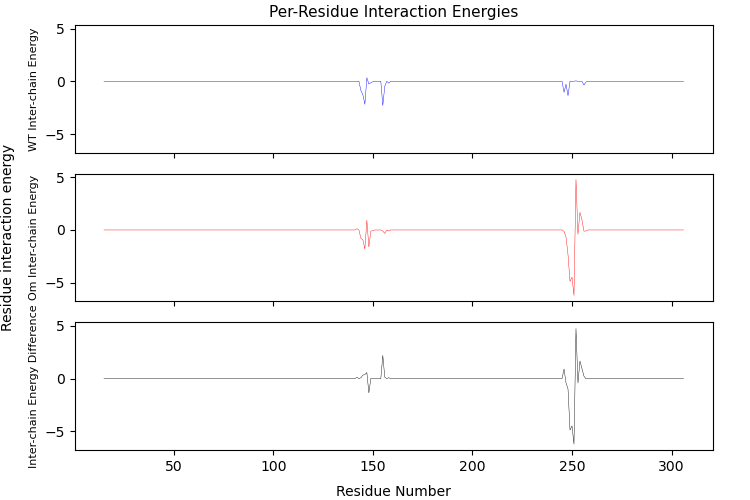 Per-Residue Interaction Energies
Residue interaction energy
WT Inter-chain Energy
5
0
−5
Om Inter-chain Energy
5
0
−5
Inter-chain Energy Difference
5
0
−5
50 100 150 200 250 300
Residue Number